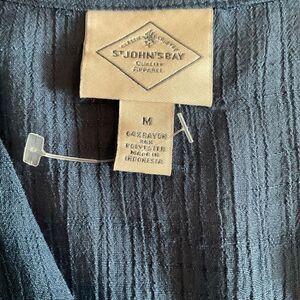 ST JOHN'S BAY
QUALITY
APPAREL
M
64%RAYON
36%
POLYESTER
MADE IN
INDONESIA